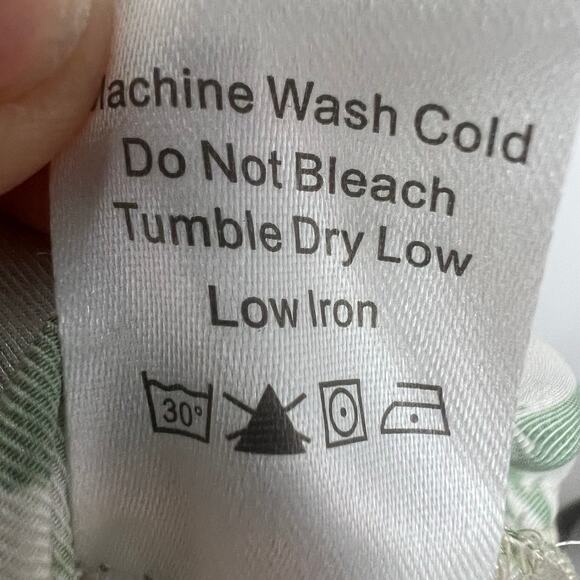 Machine Wash Cold
Do Not Bleach
Tumble Dry Low
Low Iron
30°